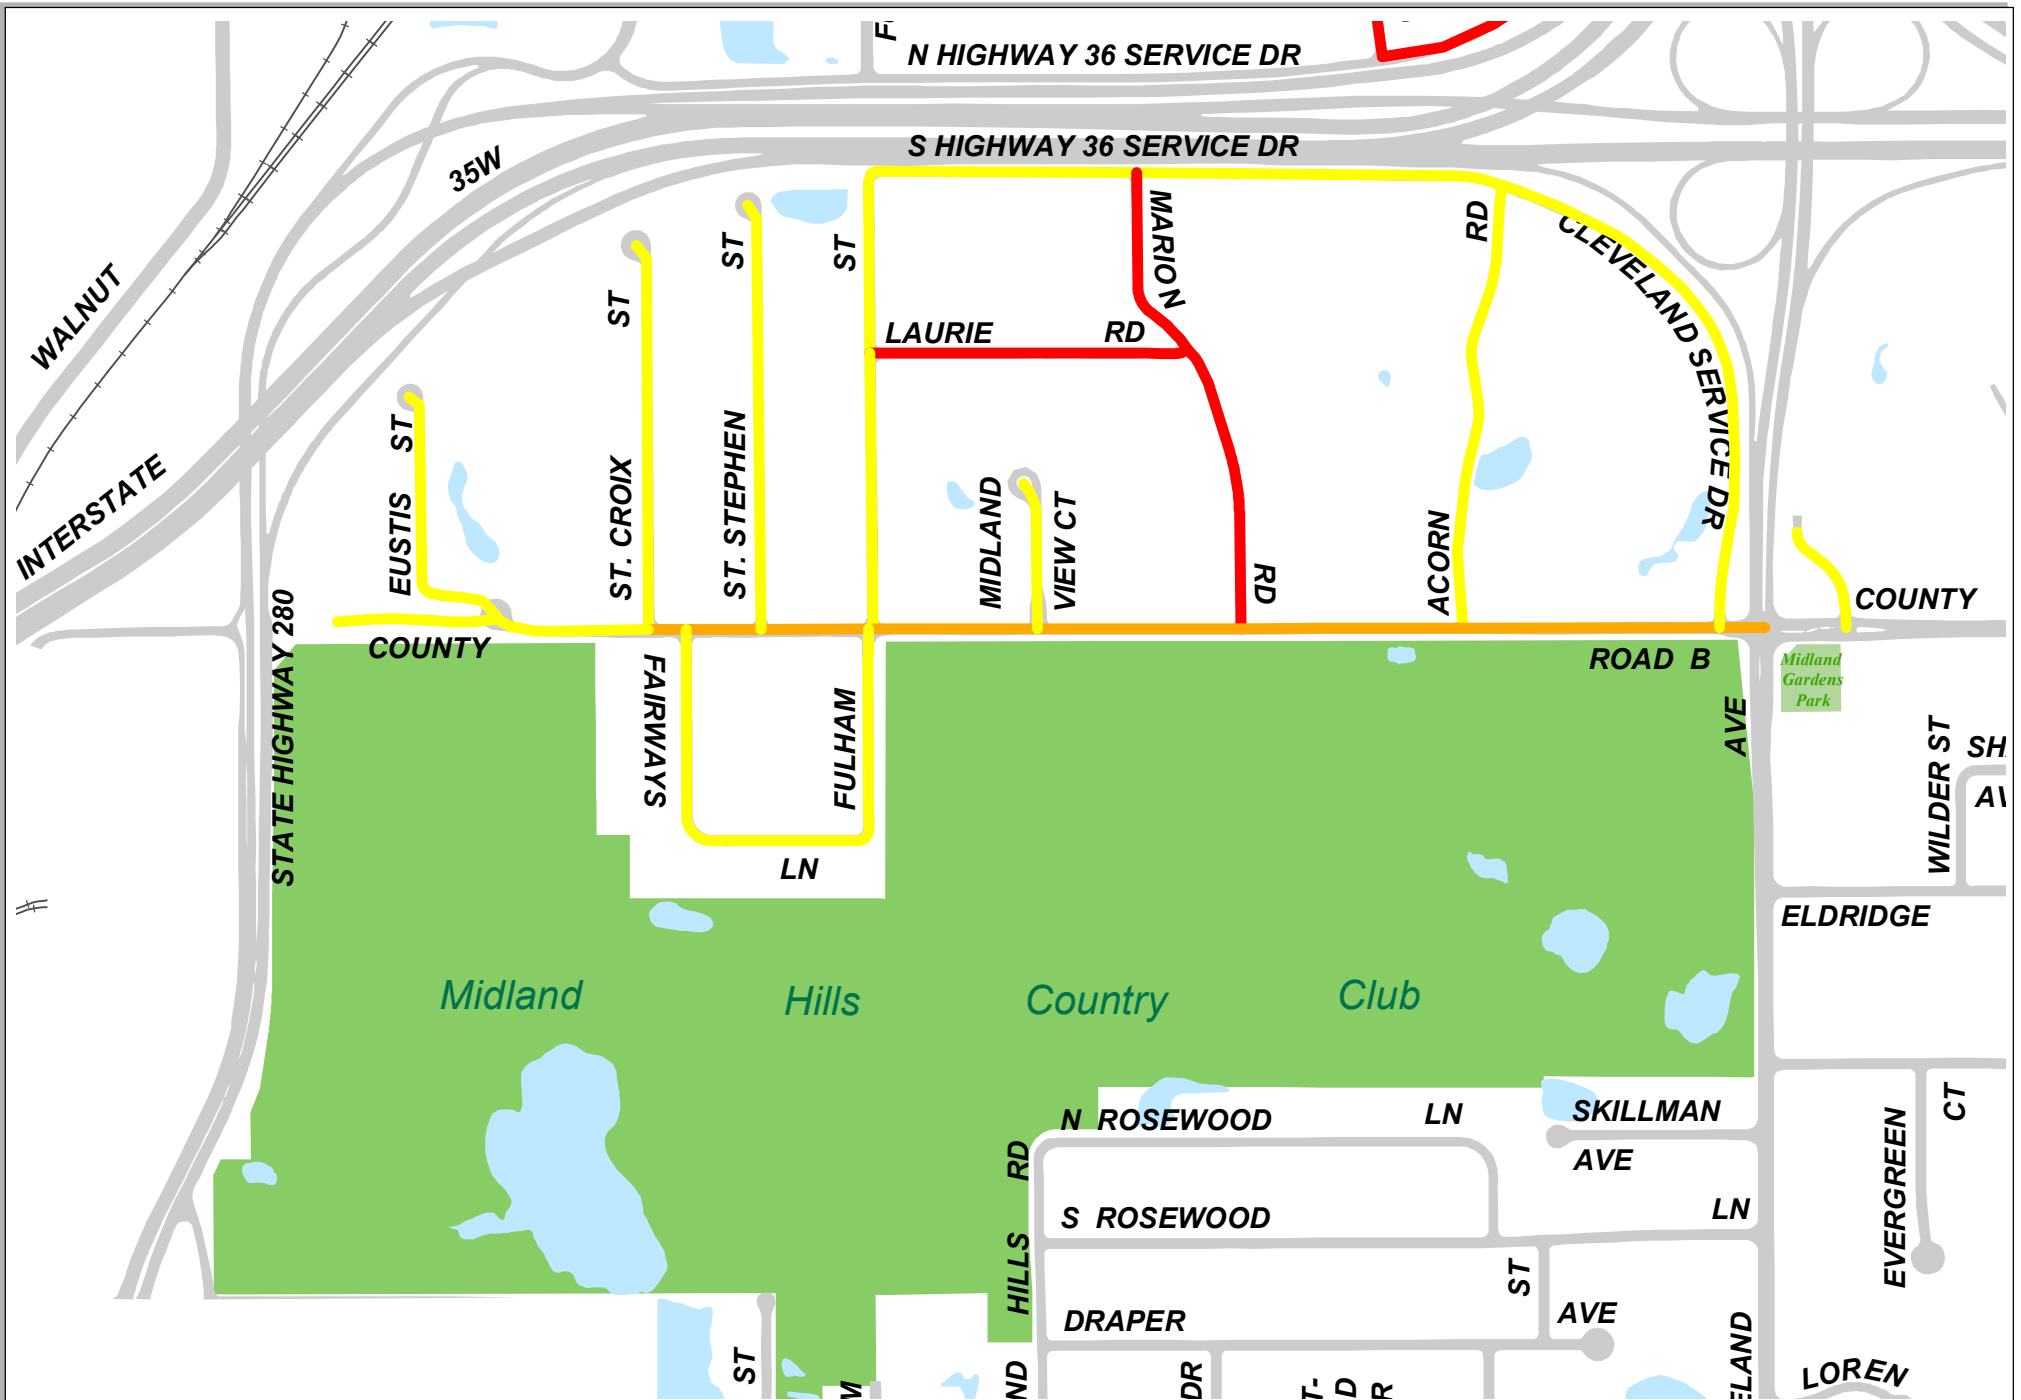 N HIGHWAY 36 SERVICE DR
S HIGHWAY 36 SERVICE DR
35W
INTERSTATE
WALNUT
MARION
RD
LAURIE RD
RD
ACORN
CLEVELAND SERVICE DR
ST
ST. CROIX
ST
ST. STEPHEN
ST
ST
EUSTIS
MIDLAND
VIEW CT
COUNTY
ROAD B
COUNTY
STATE HIGHWAY 280
FAIRWAYS
LN
FULHAM
AVE
Midland
Gardens
Park
WILDER ST
ELDRIDGE
Midland Hills Country Club
N ROSEWOOD LN
SKILLMAN
AVE
S ROSEWOOD
LN
RD
HILLS
EVERGREEN
CT
DRAPER
ST
AVE
ST
DR
LOREN